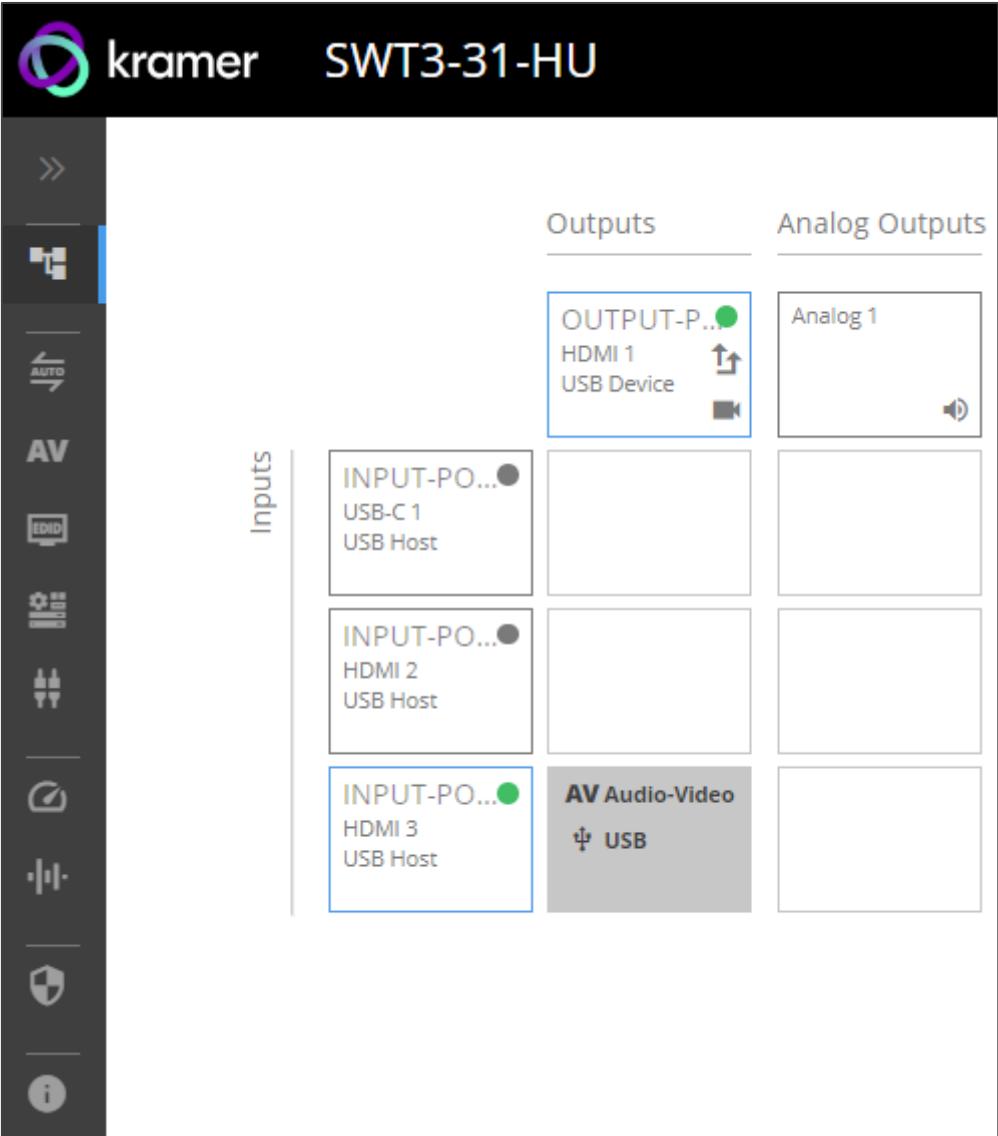 kramer SWT3-31-HU
AUTO
AV
EDID
Outputs
Analog Outputs
OUTPUT-P...
HDMI 1
USB Device
Analog 1
Inputs
INPUT-PO...
USB-C 1
USB Host
INPUT-PO...
HDMI 2
USB Host
INPUT-PO...
HDMI 3
USB Host
AV Audio-Video
USB